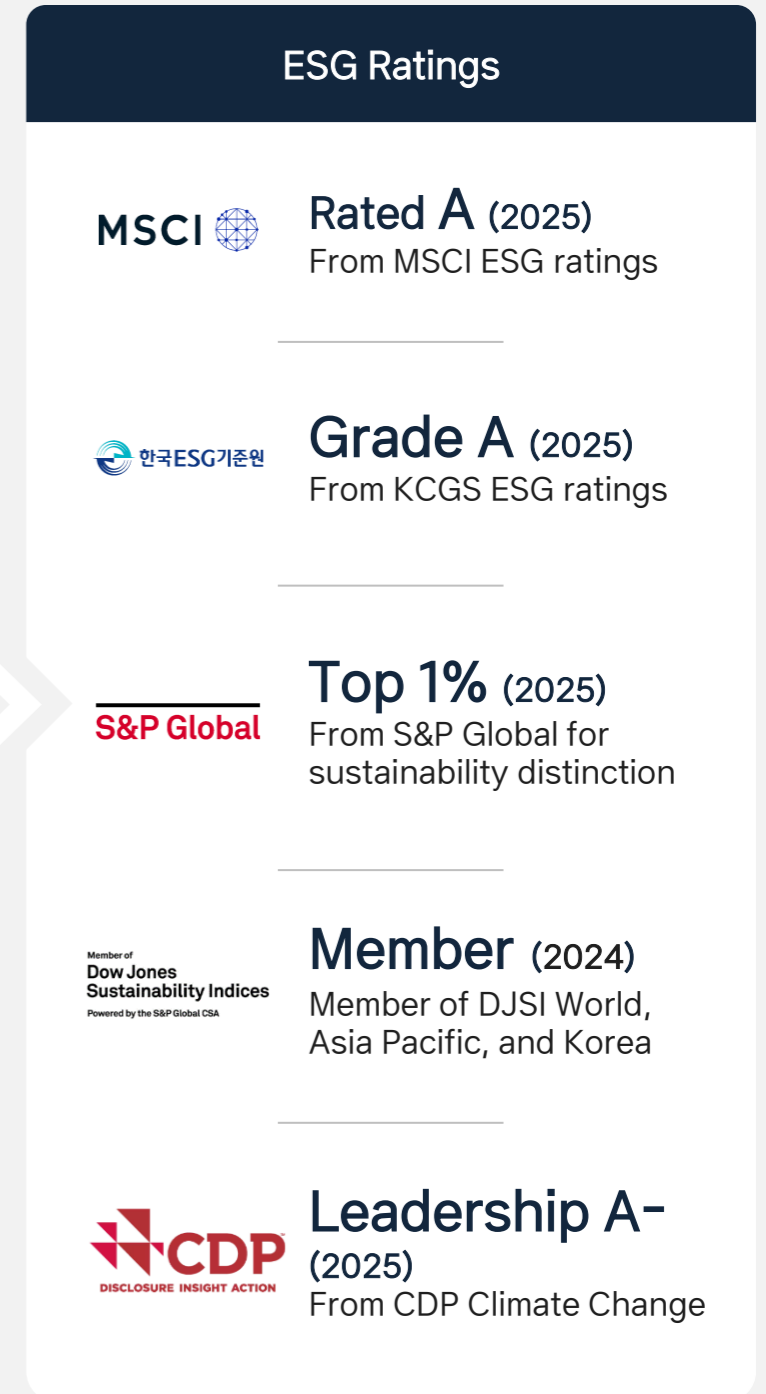 ESG Ratings
MSCI
Rated A (2025)
From MSCI ESG ratings
한국ESG기준원
Grade A (2025)
From KCGS ESG ratings
S&P Global
Top 1% (2025)
From S&P Global for
sustainability distinction
Member of
Dow Jones
Sustainability Indices
Powered by the S&P Global CSA
Member (2024)
Member of DJSI World,
Asia Pacific, and Korea
CDP
DISCLOSURE INSIGHT ACTION
Leadership A-
(2025)
From CDP Climate Change